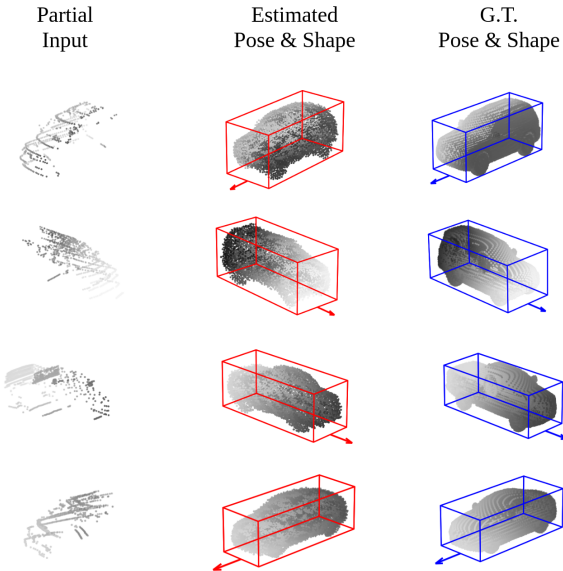 Partial
Input
Estimated
Pose & Shape
G.T.
Pose & Shape